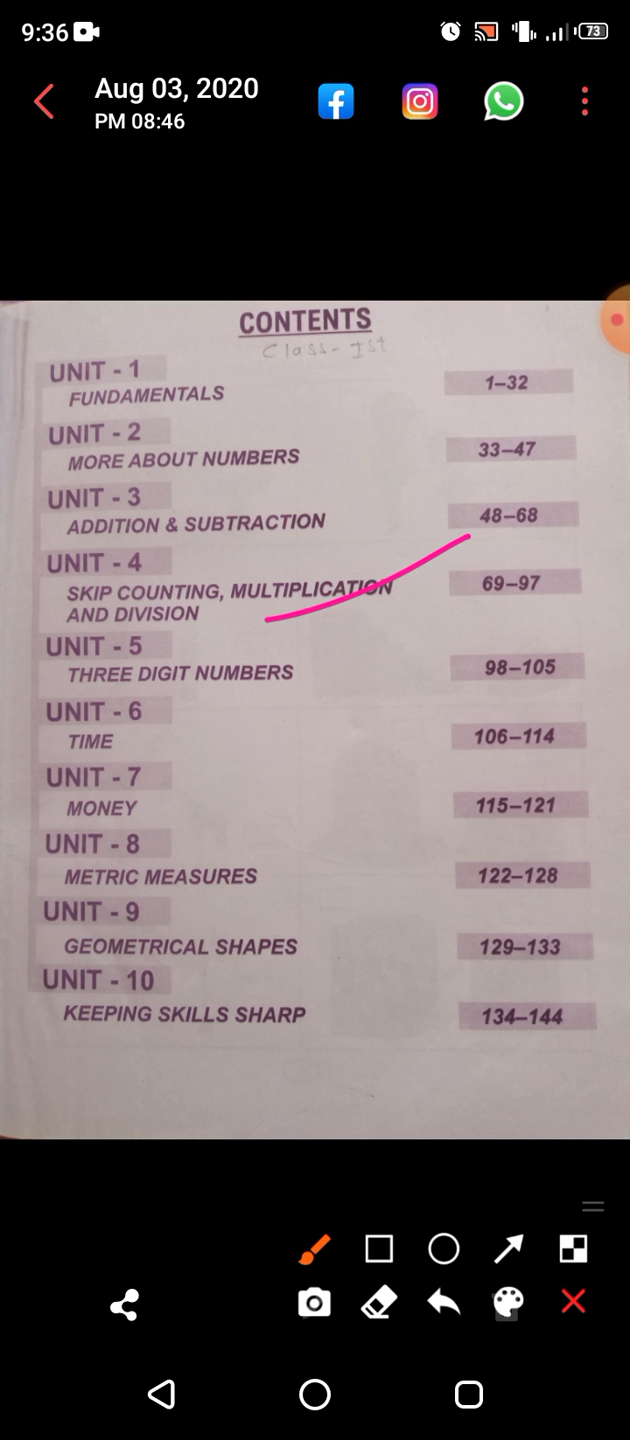 9:36
73
Aug 03, 2020
PM 08:46
CONTENTS
Class-Ist
UNIT - 1
FUNDAMENTALS 1–32
UNIT - 2
MORE ABOUT NUMBERS 33–47
UNIT - 3
ADDITION & SUBTRACTION 48–68
UNIT - 4
SKIP COUNTING, MULTIPLICATION 69–97
AND DIVISION
UNIT - 5
THREE DIGIT NUMBERS 98–105
UNIT - 6
TIME 106–114
UNIT - 7
MONEY 115–121
UNIT - 8
METRIC MEASURES 122–128
UNIT - 9
GEOMETRICAL SHAPES 129–133
UNIT - 10
KEEPING SKILLS SHARP 134–144